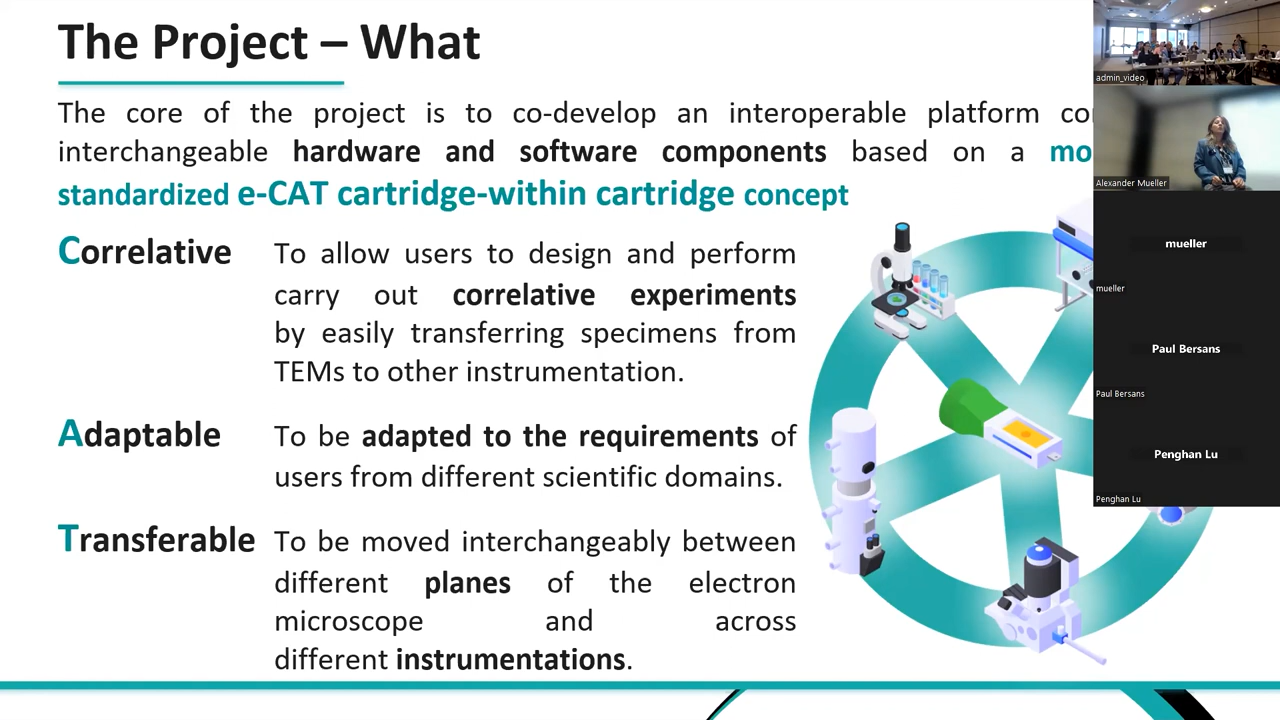 The Project – What
The core of the project is to co-develop an interoperable platform
interchangeable hardware and software components based on a
standardized e-CAT cartridge-within cartridge concept
Correlative To allow users to design and perform
carry out correlative experiments
by easily transferring specimens from
TEMs to other instrumentation.
Adaptable To be adapted to the requirements of
users from different scientific domains.
Transferable To be moved interchangeably between
different planes of the electron
microscope and across
different instrumentations.
admin_video
Alexander Mueller
mueller
mueller
Paul Bersans
Paul Bersans
Penghan Lu
Penghan Lu